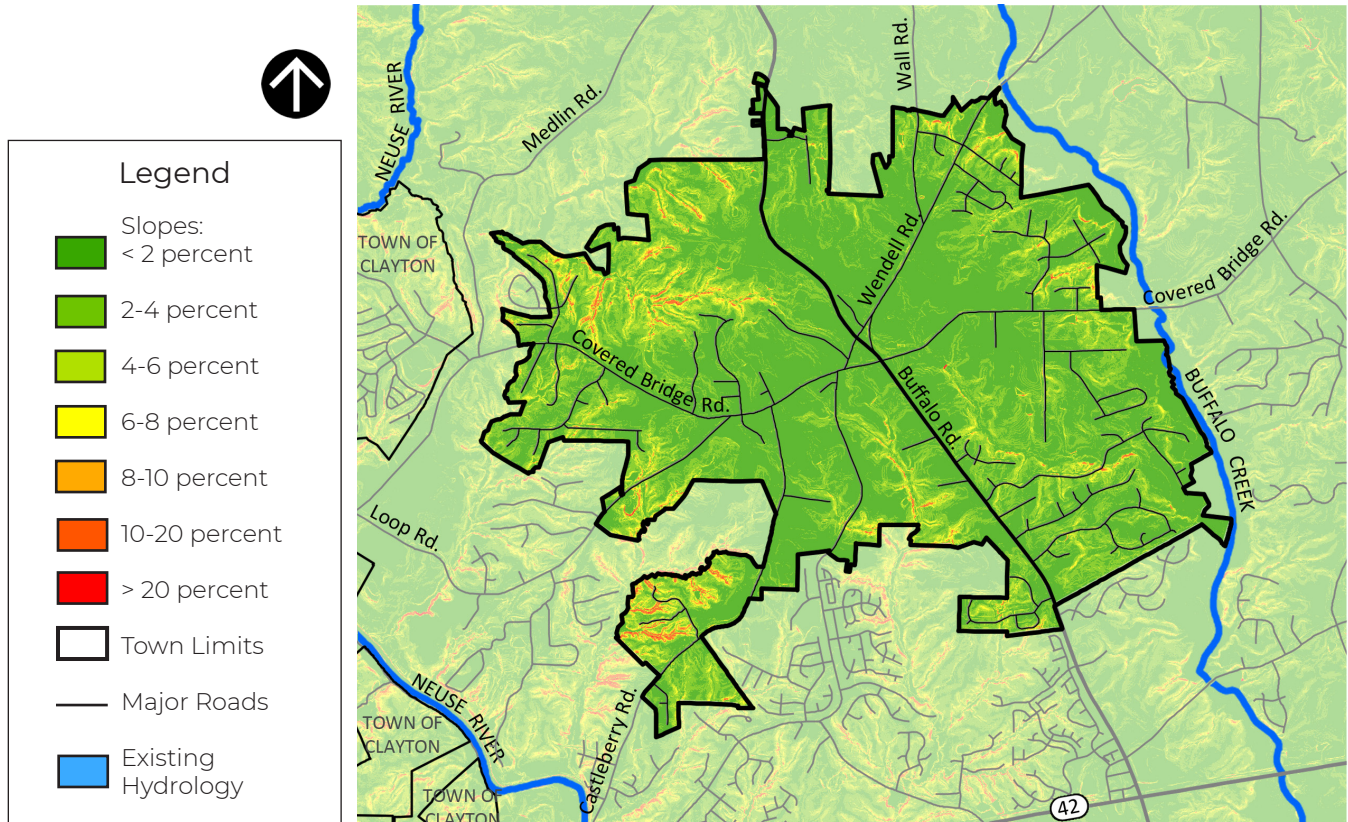 Legend
Slopes:
< 2 percent
2-4 percent
4-6 percent
6-8 percent
8-10 percent
10-20 percent
> 20 percent
Town Limits
Major Roads
Existing
Hydrology
NEUSE RIVER
Medlin Rd.
Wall Rd.
TOWN OF
CLAYTON
Wendell Rd.
Covered Bridge Rd.
Covered Bridge Rd.
Buffalo Rd.
BUFFALO CREEK
Loop Rd.
NEUSE RIVER
TOWN OF
CLAYTON
Castleberry Rd.
TOWN OF
CLAYTON
42